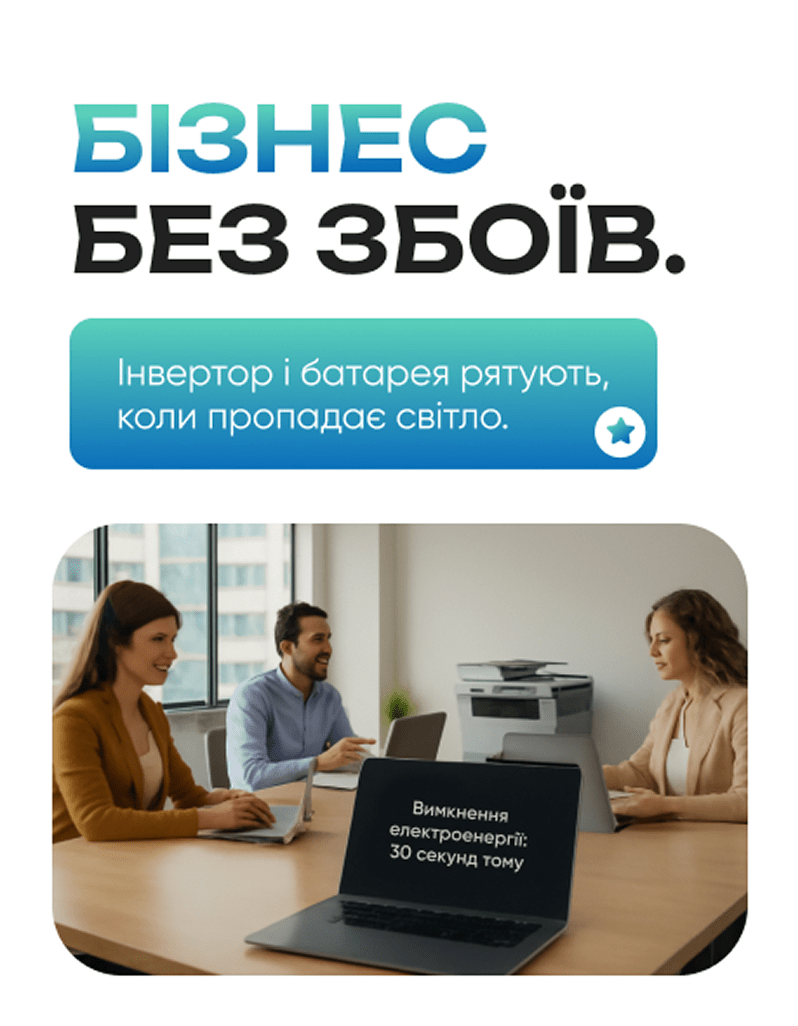 БІЗНЕС
БЕЗ ЗБОЇВ.
Інвертор і батарея рятують,
коли пропадає світло.
Вимкнення
електроенергії:
30 секунд тому